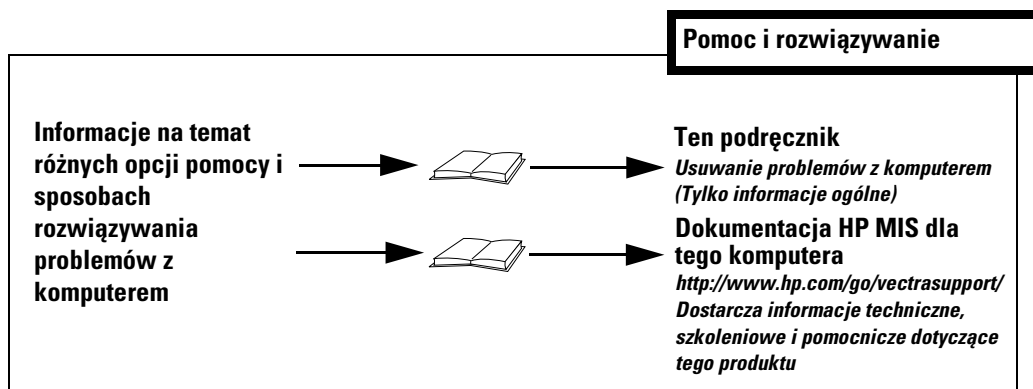 Pomoc i rozwiązywanie
Informacje na temat
różnych opcji pomocy i
sposobach
rozwiązywania
problemów z
komputerem
Ten podręcznik
Usuwanie problemów z komputerem
(Tylko informacje ogólne)
Dokumentacja HP MIS dla
tego komputera
http://www.hp.com/go/vectrasupport/
Dostarcza informacje techniczne,
szkoleniowe i pomocnicze dotyczące
tego produktu